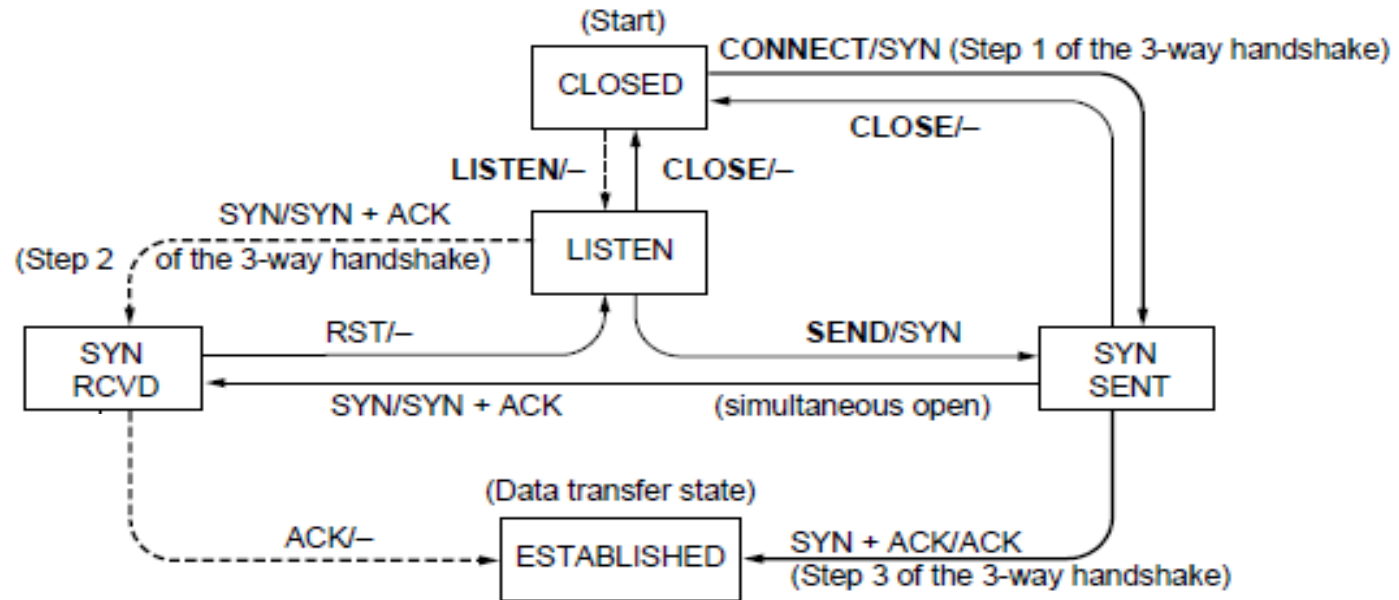 (Start)
CONNECT/SYN (Step 1 of the 3-way handshake)
CLOSED
CLOSE/–
LISTEN/–
CLOSE/–
SYN/SYN + ACK
LISTEN
(Step 2 of the 3-way handshake)
RST/–
SEND/SYN
SYN
RCVD
SYN
SENT
SYN/SYN + ACK
(simultaneous open)
(Data transfer state)
ACK/–
ESTABLISHED
SYN + ACK/ACK
(Step 3 of the 3-way handshake)